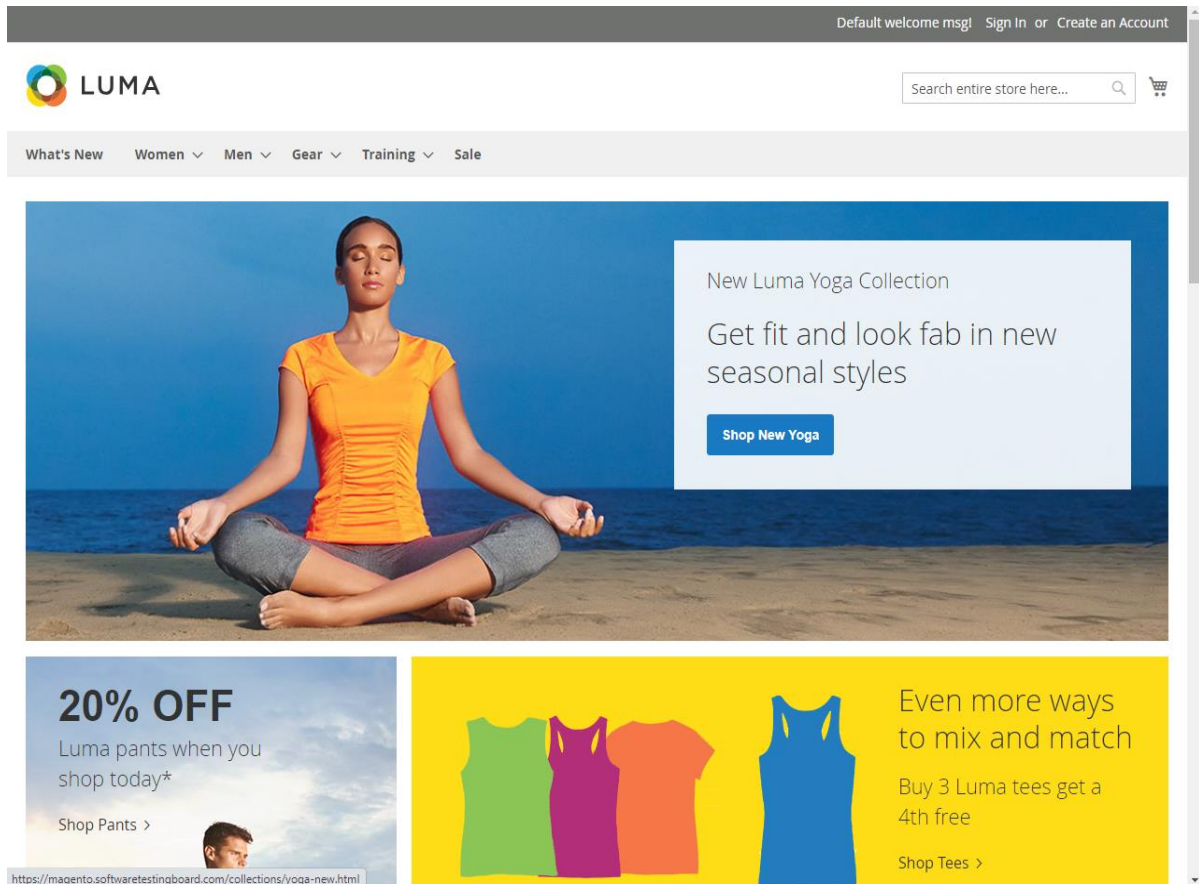 Default welcome msg! Sign In or Create an Account
LUMA
Search entire store here...
What's New Women Men Gear Training Sale
New Luma Yoga Collection
Get fit and look fab in new
seasonal styles
Shop New Yoga
20% OFF
Luma pants when you
shop today*
Shop Pants >
Even more ways
to mix and match
Buy 3 Luma tees get a
4th free
Shop Tees >
https://magento.softwaretestingboard.com/collections/yoga-new.html